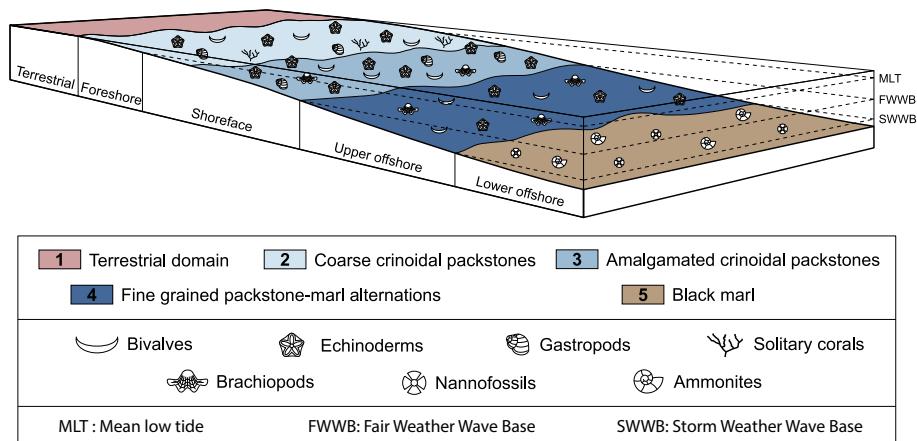 MLT
FWWB
SWWB
Terrestrial
Foreshore
Shoreface
Upper offshore
Lower offshore
1 Terrestrial domain 2 Coarse crinoidal packstones 3 Amalgamated crinoidal packstones
4 Fine grained packstone-marl alternations 5 Black marl
Bivalves Echinoderms Gastropods Solitary corals
Brachiopods Nannofossils Ammonites
MLT : Mean low tide FWWB: Fair Weather Wave Base SWWB: Storm Weather Wave Base